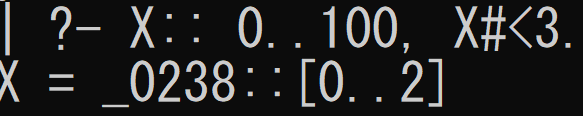 | ?- X:: 0..100, X#<3.
X = _0238::[0..2]